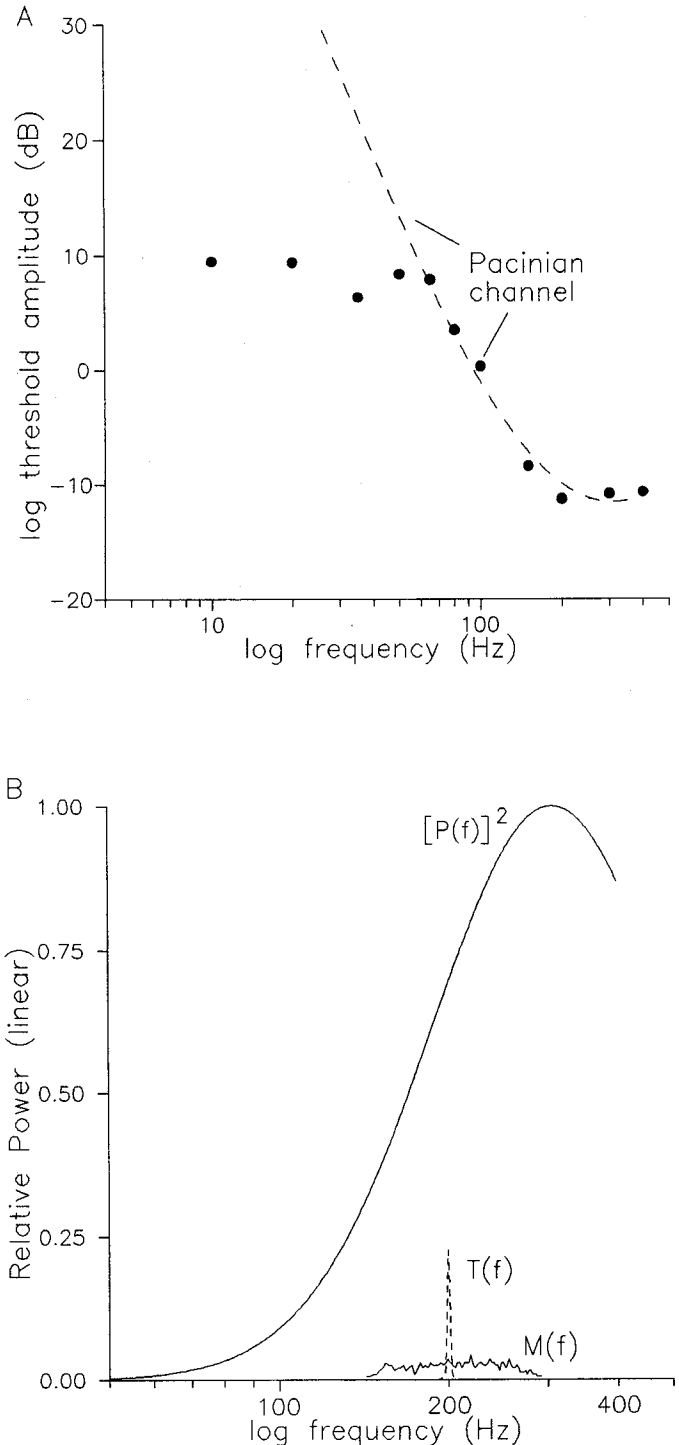 A
30
20
10
0
−10
−20
log threshold amplitude (dB)
Pacinian
channel
10
100
log frequency (Hz)
B
1.00
0.75
0.50
0.25
0.00
Relative Power (linear)
[P(f)]²
T(f)
M(f)
100
200
400
log frequency (Hz)